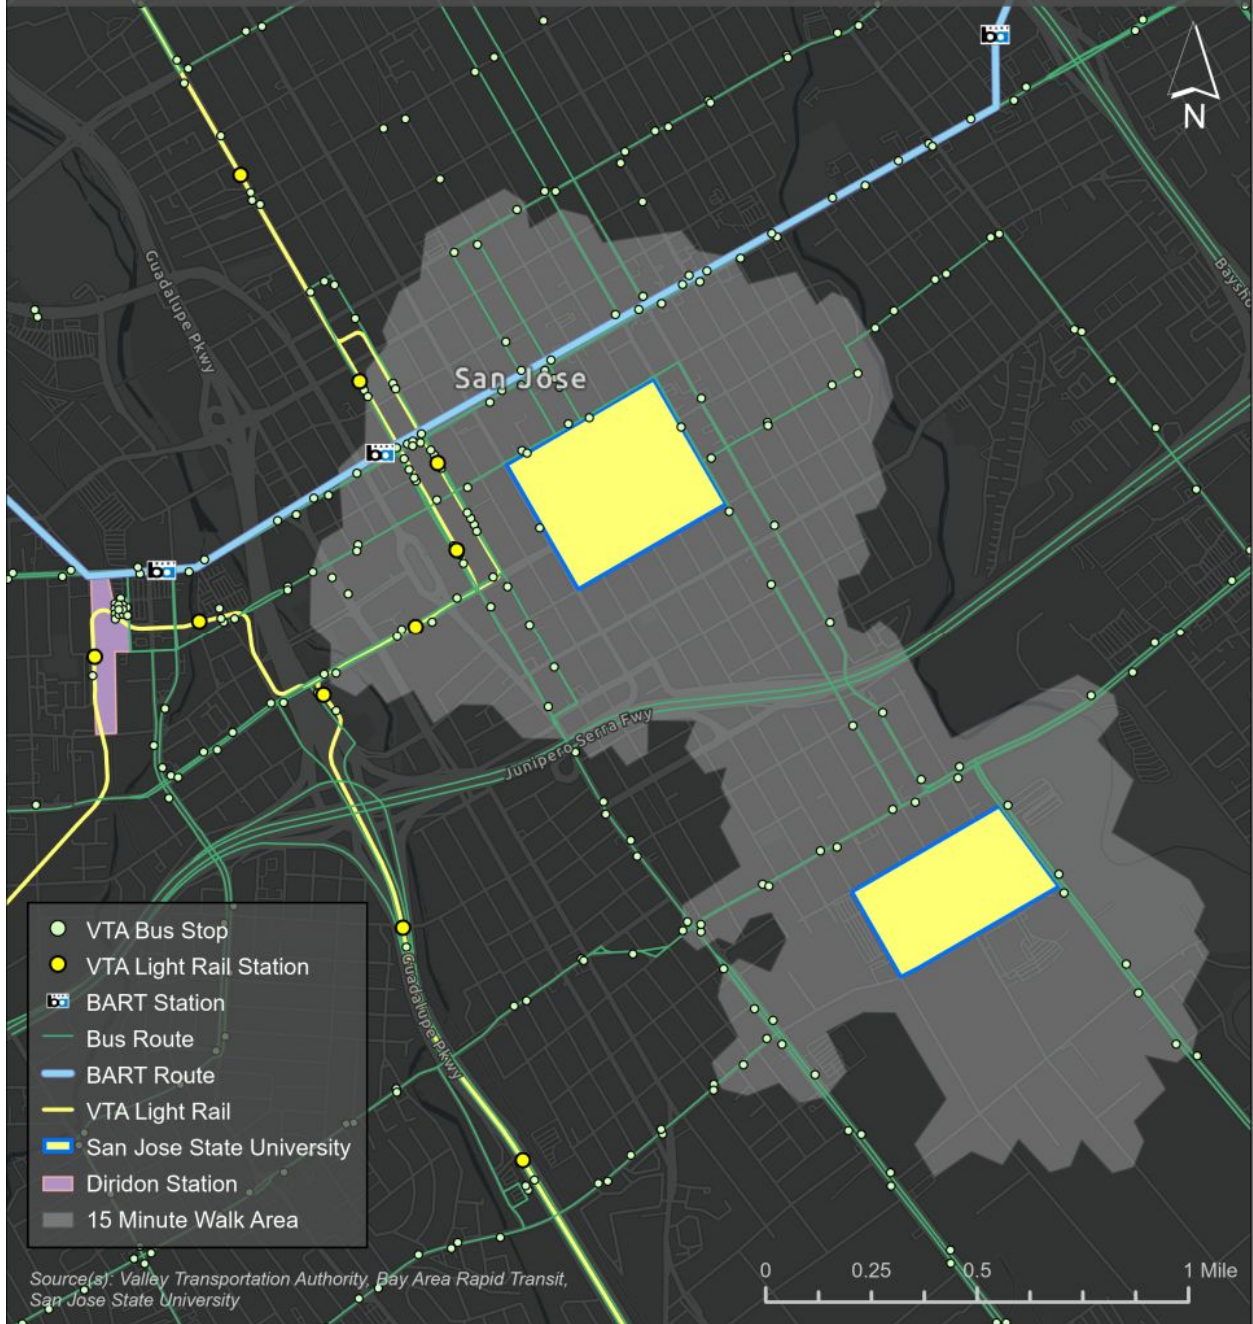 N
Guadalupe Pkwy
Baysho
San Jose
Junipero Serra Fwy
Guadalupe Pkwy
VTA Bus Stop
VTA Light Rail Station
BART Station
Bus Route
BART Route
VTA Light Rail
San Jose State University
Diridon Station
15 Minute Walk Area
Source(s): Valley Transportation Authority, Bay Area Rapid Transit,
San Jose State University
0 0.25 0.5 1 Mile